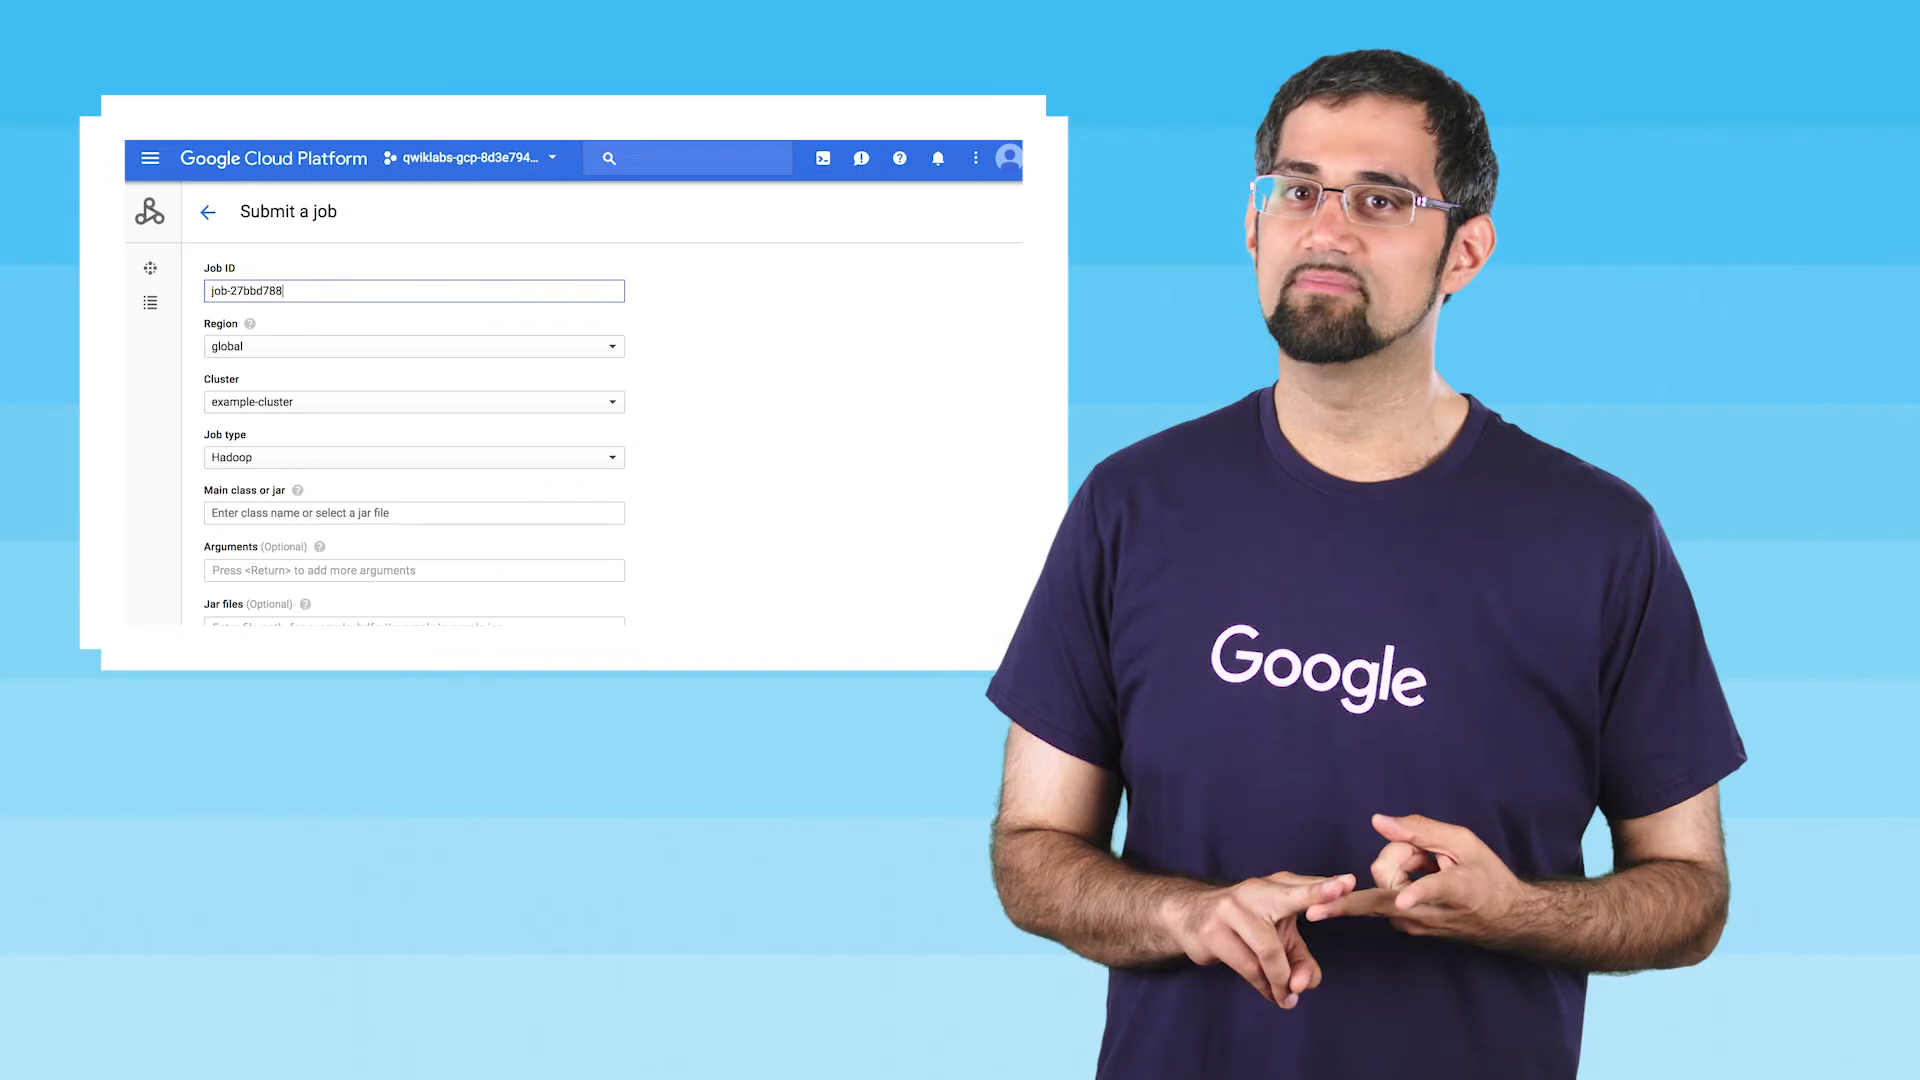 Google Cloud Platform qwiklabs-gcp-8d3e794...
Submit a job
Job ID
job-27bbd788
Region
global
Cluster
example-cluster
Job type
Hadoop
Main class or jar
Enter class name or select a jar file
Arguments (Optional)
Press <Return> to add more arguments
Jar files (Optional)
Google